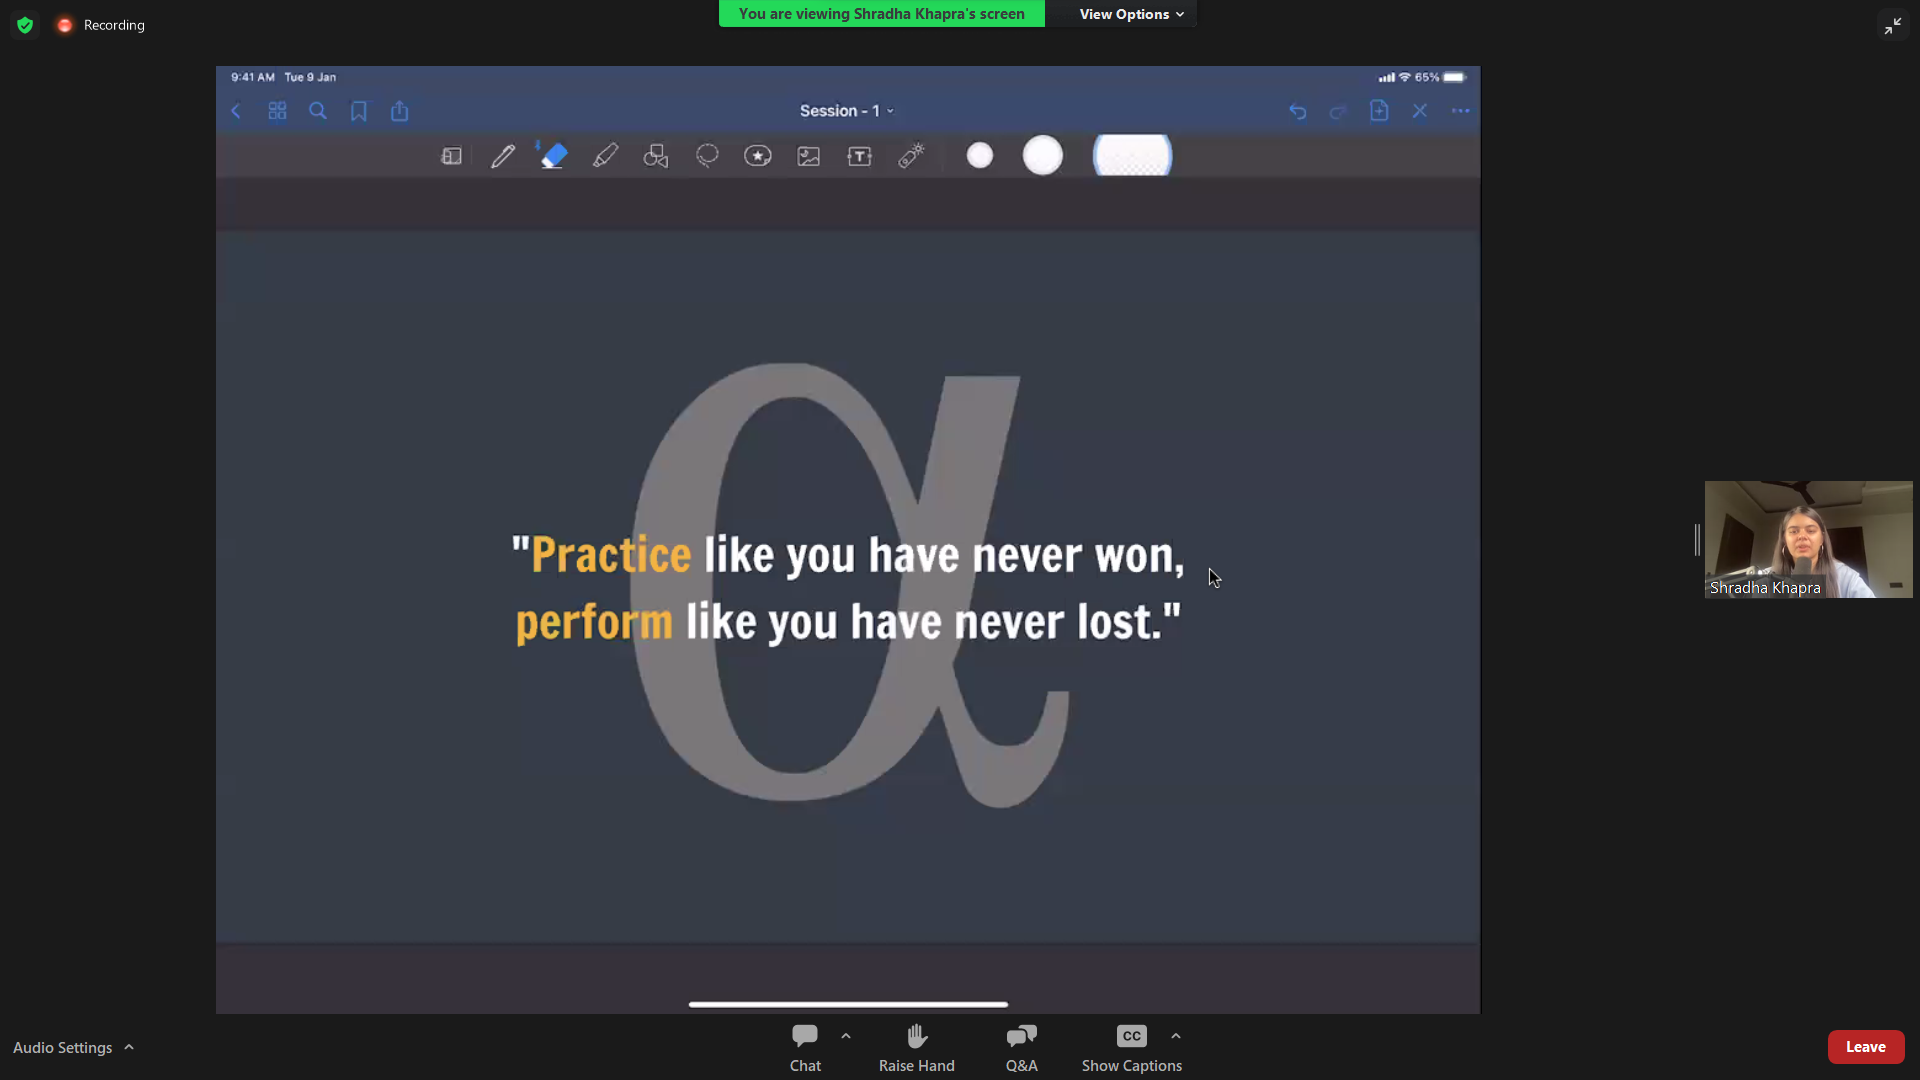 Recording
You are viewing Shradha Khapra's screen
View Options
9:41 AM Tue 9 Jan
65%
Session - 1
T
α
"Practice like you have never won,
perform like you have never lost."
Shradha Khapra
Audio Settings
Chat
Raise Hand
Q&A
CC
Show Captions
Leave